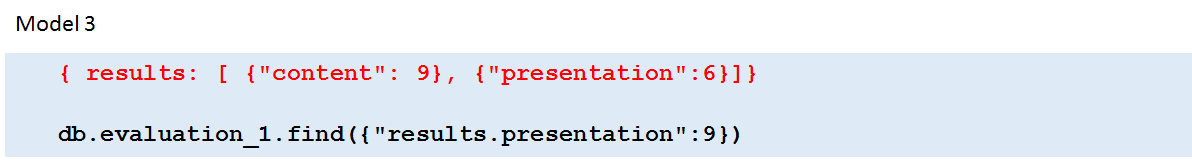 Model 3
{ results: [ {"content": 9}, {"presentation":6}]}
db.evaluation_1.find({"results.presentation":9})